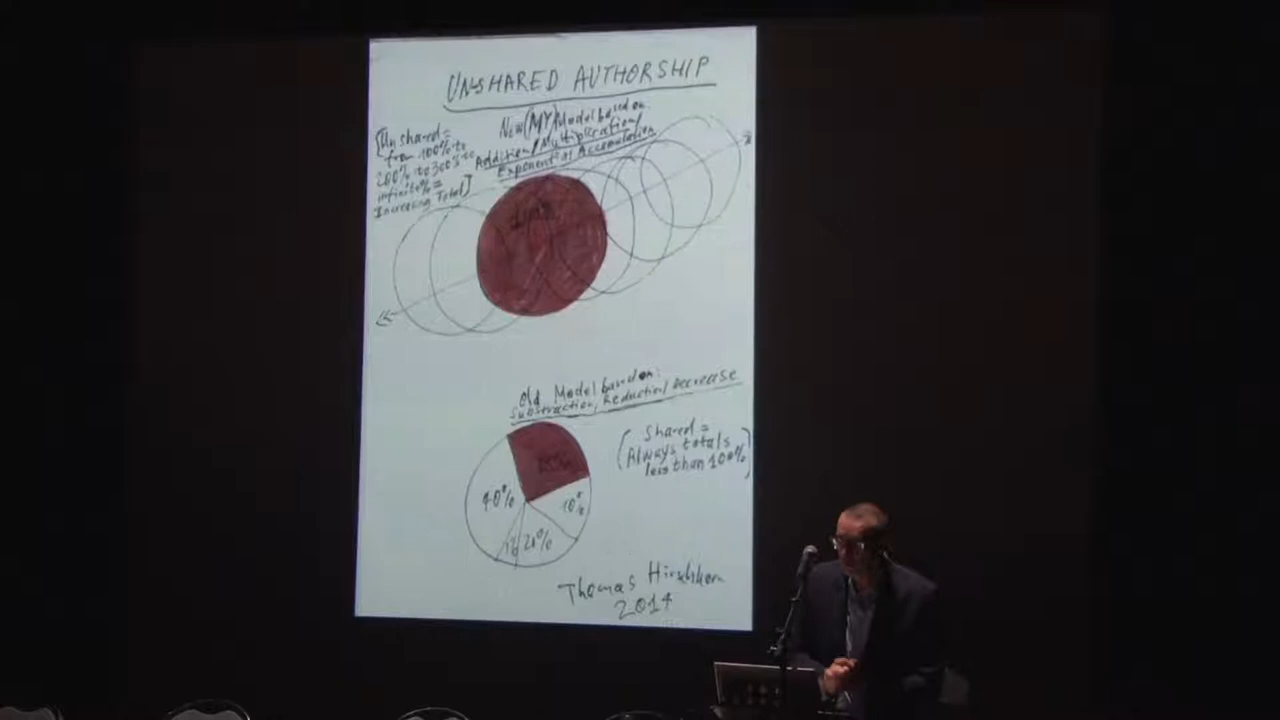 UNSHARED AUTHORSHIP
[Unshared =
from 100% to
200% to 300% to
infinite% =
Increasing Total]
New (MY) Model based on
Addition/Multiplication/
Exponential Accumulation
Old Model based on:
Substraction, Reduction, Decrease
(Shared =
Always totals
less than 100%)
40%
10%
20%
Thomas Hirschhorn
2014